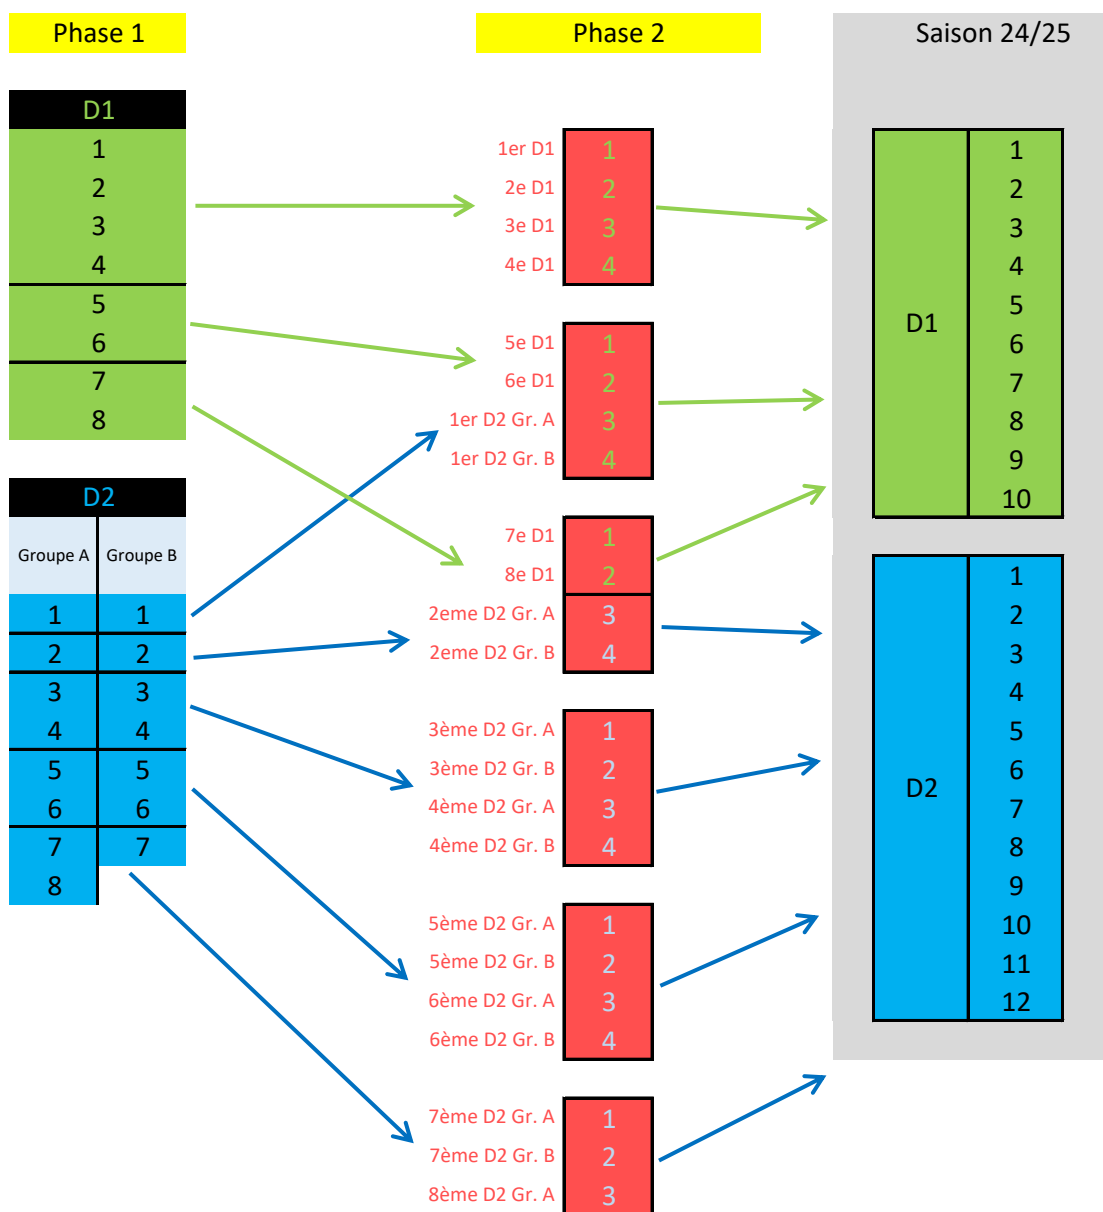 Phase 1
Phase 2
Saison 24/25
D1
1
2
3
4
5
6
7
8
D2
Groupe A Groupe B
1 1
2 2
3 3
4 4
5 5
6 6
7 7
8
1er D1 1
2e D1 2
3e D1 3
4e D1 4
5e D1 1
6e D1 2
1er D2 Gr. A 3
1er D2 Gr. B 4
7e D1 1
8e D1 2
2eme D2 Gr. A 3
2eme D2 Gr. B 4
3ème D2 Gr. A 1
3ème D2 Gr. B 2
4ème D2 Gr. A 3
4ème D2 Gr. B 4
5ème D2 Gr. A 1
5ème D2 Gr. B 2
6ème D2 Gr. A 3
6ème D2 Gr. B 4
7ème D2 Gr. A 1
7ème D2 Gr. B 2
8ème D2 Gr. A 3
D1
1
2
3
4
5
6
7
8
9
10
D2
1
2
3
4
5
6
7
8
9
10
11
12